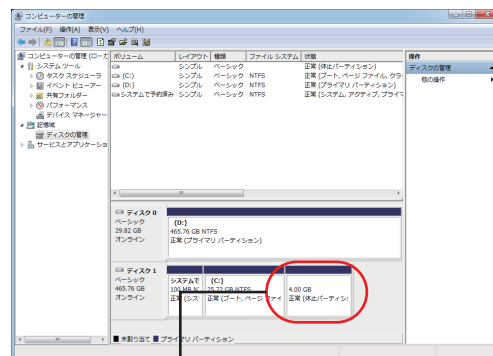 コンピューターの管理
ファイル(F) 操作(A) 表示(V) ヘルプ(H)
コンピューターの管理 (ローカ
システム ツール
タスク スケジューラ
イベント ビューアー
共有フォルダー
パフォーマンス
デバイス マネージャー
記憶域
ディスクの管理
サービスとアプリケーショ
ボリューム レイアウト 種類 ファイル システム 状態
シンプル ベーシック 正常 (休止パーティション)
(C:) シンプル ベーシック NTFS 正常 (ブート, ページ ファイル, クラ
(D:) シンプル ベーシック NTFS 正常 (プライマリ パーティション)
システムで予約済み シンプル ベーシック NTFS 正常 (システム, アクティブ, プライマ
操作
ディスクの管理
他の操作
ディスク 0
ベーシック
29.82 GB
オンライン
(D:)
465.76 GB NTFS
正常 (プライマリ パーティション)
ディスク 1
ベーシック
465.76 GB
オンライン
システムで
100 MB N
正常 (シス
(C:)
25.72 GB NTFS
正常 (ブート, ページ ファイ
4.00 GB
正常 (休止パーティシ
未割り当て プライマリ パーティション